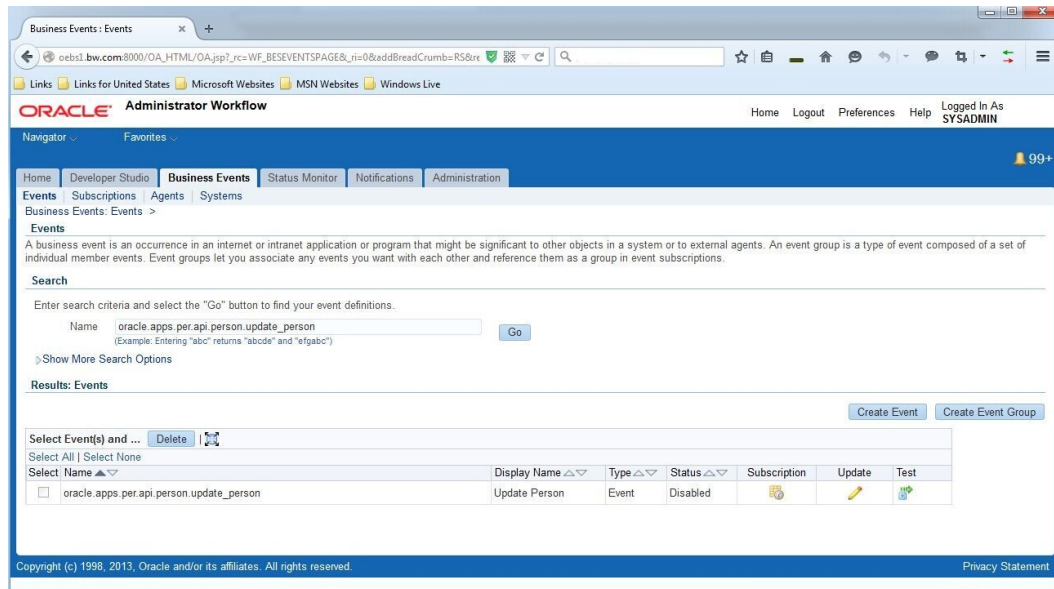 Business Events : Events
oebs1.bw.com:8000/OA_HTML/OA.jsp?_rc=WF_BESEVENTSPAGE&_ri=0&addBreadCrumb=RS&re
Links Links for United States Microsoft Websites MSN Websites Windows Live
ORACLE Administrator Workflow
Home Logout Preferences Help Logged In As SYSADMIN
Navigator Favorites
99+
Home Developer Studio Business Events Status Monitor Notifications Administration
Events Subscriptions Agents Systems
Business Events: Events >
Events
A business event is an occurrence in an internet or intranet application or program that might be significant to other objects in a system or to external agents. An event group is a type of event composed of a set of
individual member events. Event groups let you associate any events you want with each other and reference them as a group in event subscriptions.
Search
Enter search criteria and select the "Go" button to find your event definitions.
Name oracle.apps.per.api.person.update_person Go
(Example: Entering "abc" returns "abcde" and "efgabc")
Show More Search Options
Results: Events
Create Event Create Event Group
Select Event(s) and ... Delete |
Select All | Select None
Select Name Display Name Type Status Subscription Update Test
oracle.apps.per.api.person.update_person Update Person Event Disabled
Copyright (c) 1998, 2013, Oracle and/or its affiliates. All rights reserved. Privacy Statement